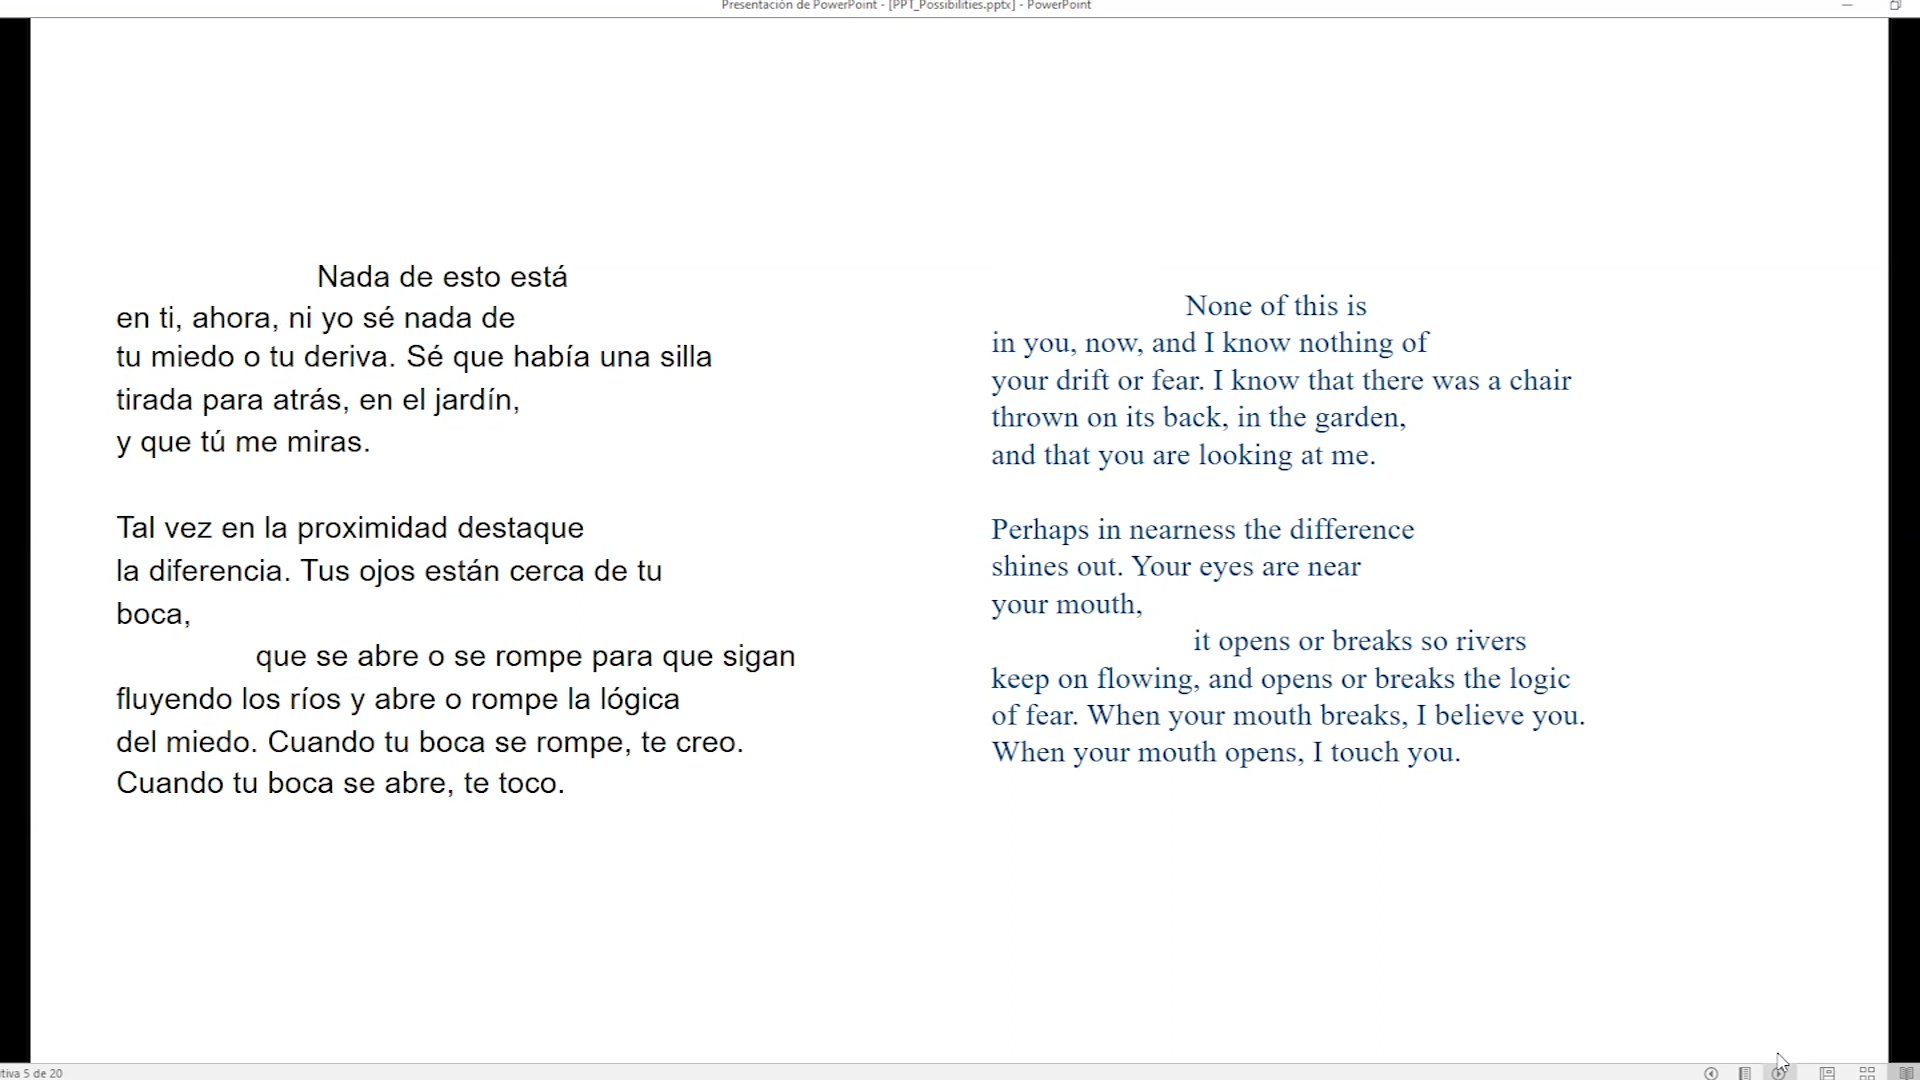 Presentación de PowerPoint - [PPT_Possibilities.pptx] - PowerPoint
Nada de esto está
en ti, ahora, ni yo sé nada de
tu miedo o tu deriva. Sé que había una silla
tirada para atrás, en el jardín,
y que tú me miras.
Tal vez en la proximidad destaque
la diferencia. Tus ojos están cerca de tu
boca,
que se abre o se rompe para que sigan
fluyendo los ríos y abre o rompe la lógica
del miedo. Cuando tu boca se rompe, te creo.
Cuando tu boca se abre, te toco.
None of this is
in you, now, and I know nothing of
your drift or fear. I know that there was a chair
thrown on its back, in the garden,
and that you are looking at me.
Perhaps in nearness the difference
shines out. Your eyes are near
your mouth,
it opens or breaks so rivers
keep on flowing, and opens or breaks the logic
of fear. When your mouth breaks, I believe you.
When your mouth opens, I touch you.
tiva 5 de 20